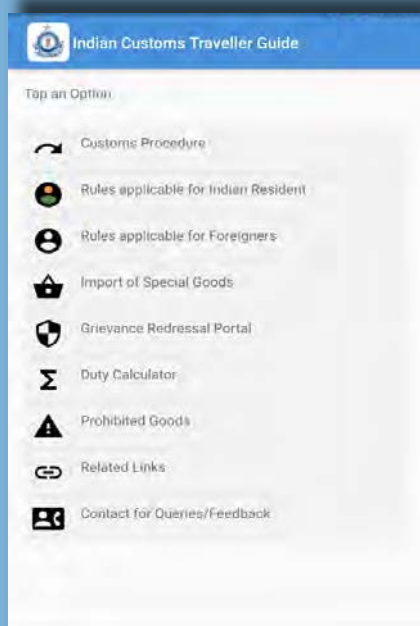 Indian Customs Traveller Guide
Tap an Option
Customs Procedure
Rules applicable for Indian Resident
Rules applicable for Foreigners
Import of Special Goods
Grievance Redressal Portal
Duty Calculator
Prohibited Goods
Related Links
Contact for Queries/Feedback